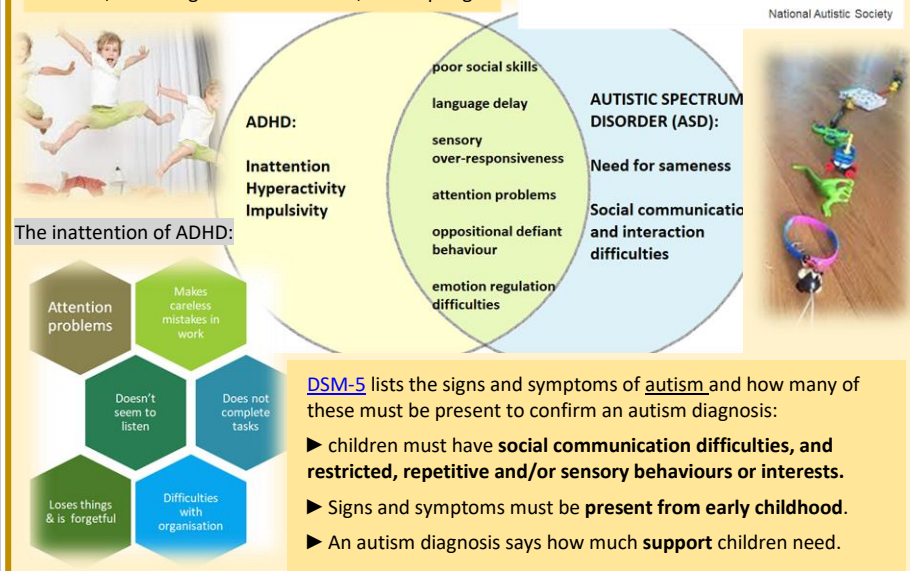 National Autistic Society
ADHD:
Inattention
Hyperactivity
Impulsivity
poor social skills
language delay
sensory
over-responsiveness
attention problems
oppositional defiant
behaviour
emotion regulation
difficulties
AUTISTIC SPECTRUM
DISORDER (ASD):
Need for sameness
Social communicatio
and interaction
difficulties
The inattention of ADHD:
Attention
problems
Makes
careless
mistakes in
work
Doesn't
seem to
listen
Does not
complete
tasks
Loses things
& is forgetful
Difficulties
with
organisation
DSM-5 lists the signs and symptoms of autism and how many of
these must be present to confirm an autism diagnosis:
► children must have social communication difficulties, and
restricted, repetitive and/or sensory behaviours or interests.
► Signs and symptoms must be present from early childhood.
► An autism diagnosis says how much support children need.